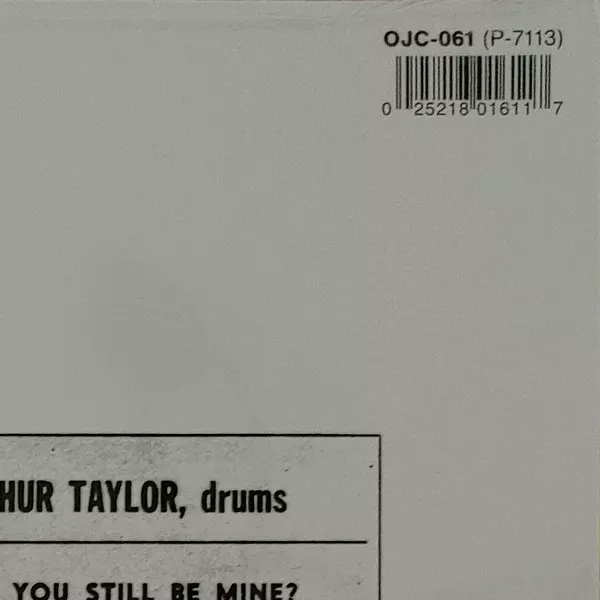 OJC-061 (P-7113)
0 25218 01611 7
HUR TAYLOR, drums
YOU STILL BE MINE?